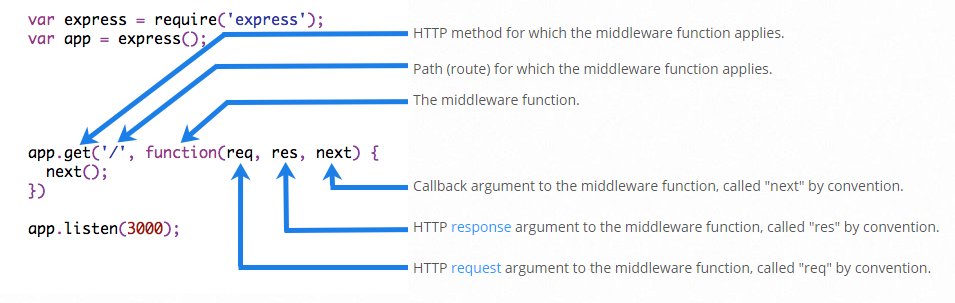 var express = require('express');
var app = express();
HTTP method for which the middleware function applies.
Path (route) for which the middleware function applies.
The middleware function.
app.get('/', function(req, res, next) {
next();
})
Callback argument to the middleware function, called "next" by convention.
app.listen(3000);
HTTP response argument to the middleware function, called "res" by convention.
HTTP request argument to the middleware function, called "req" by convention.